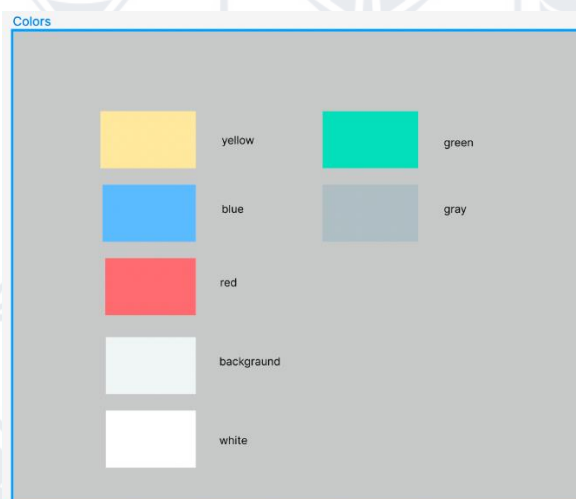 Colors
yellow
green
blue
gray
red
backgraund
white